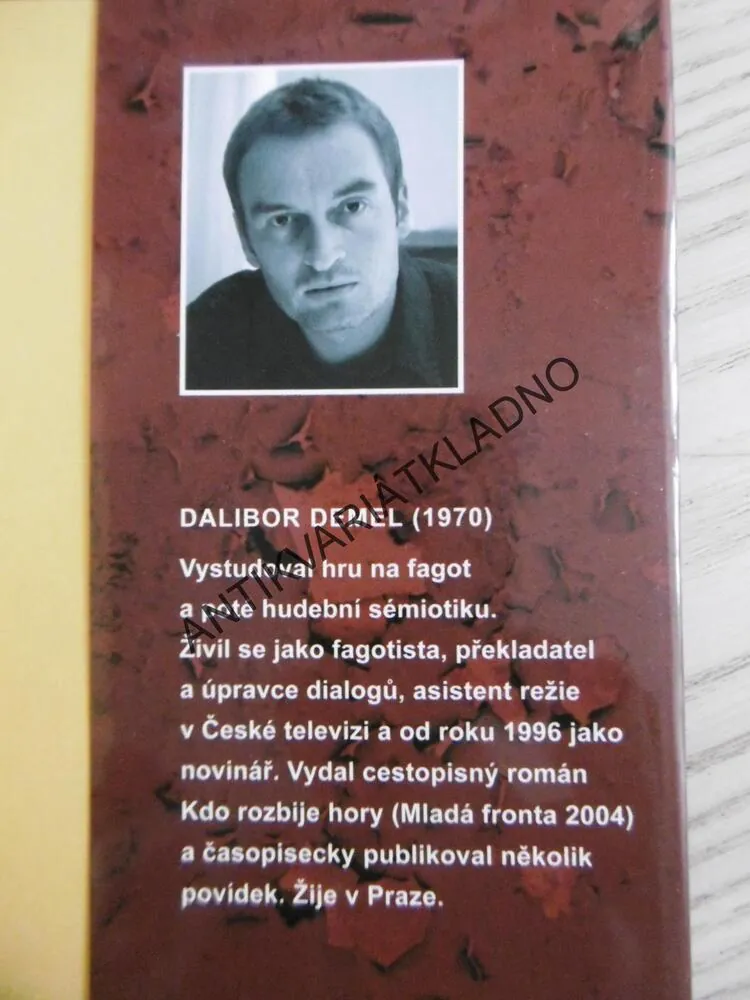 DALIBOR DEMEL (1970)
Vystudoval hru na fagot
a poté hudební sémiotiku.
Živil se jako fagotista, překladatel
a úpravce dialogů, asistent režie
v České televizi a od roku 1996 jako
novinář. Vydal cestopisný román
Kdo rozbije hory (Mladá fronta 2004)
a časopisecky publikoval několik
povídek. Žije v Praze.
ANTIKVARIÁTKLADNO